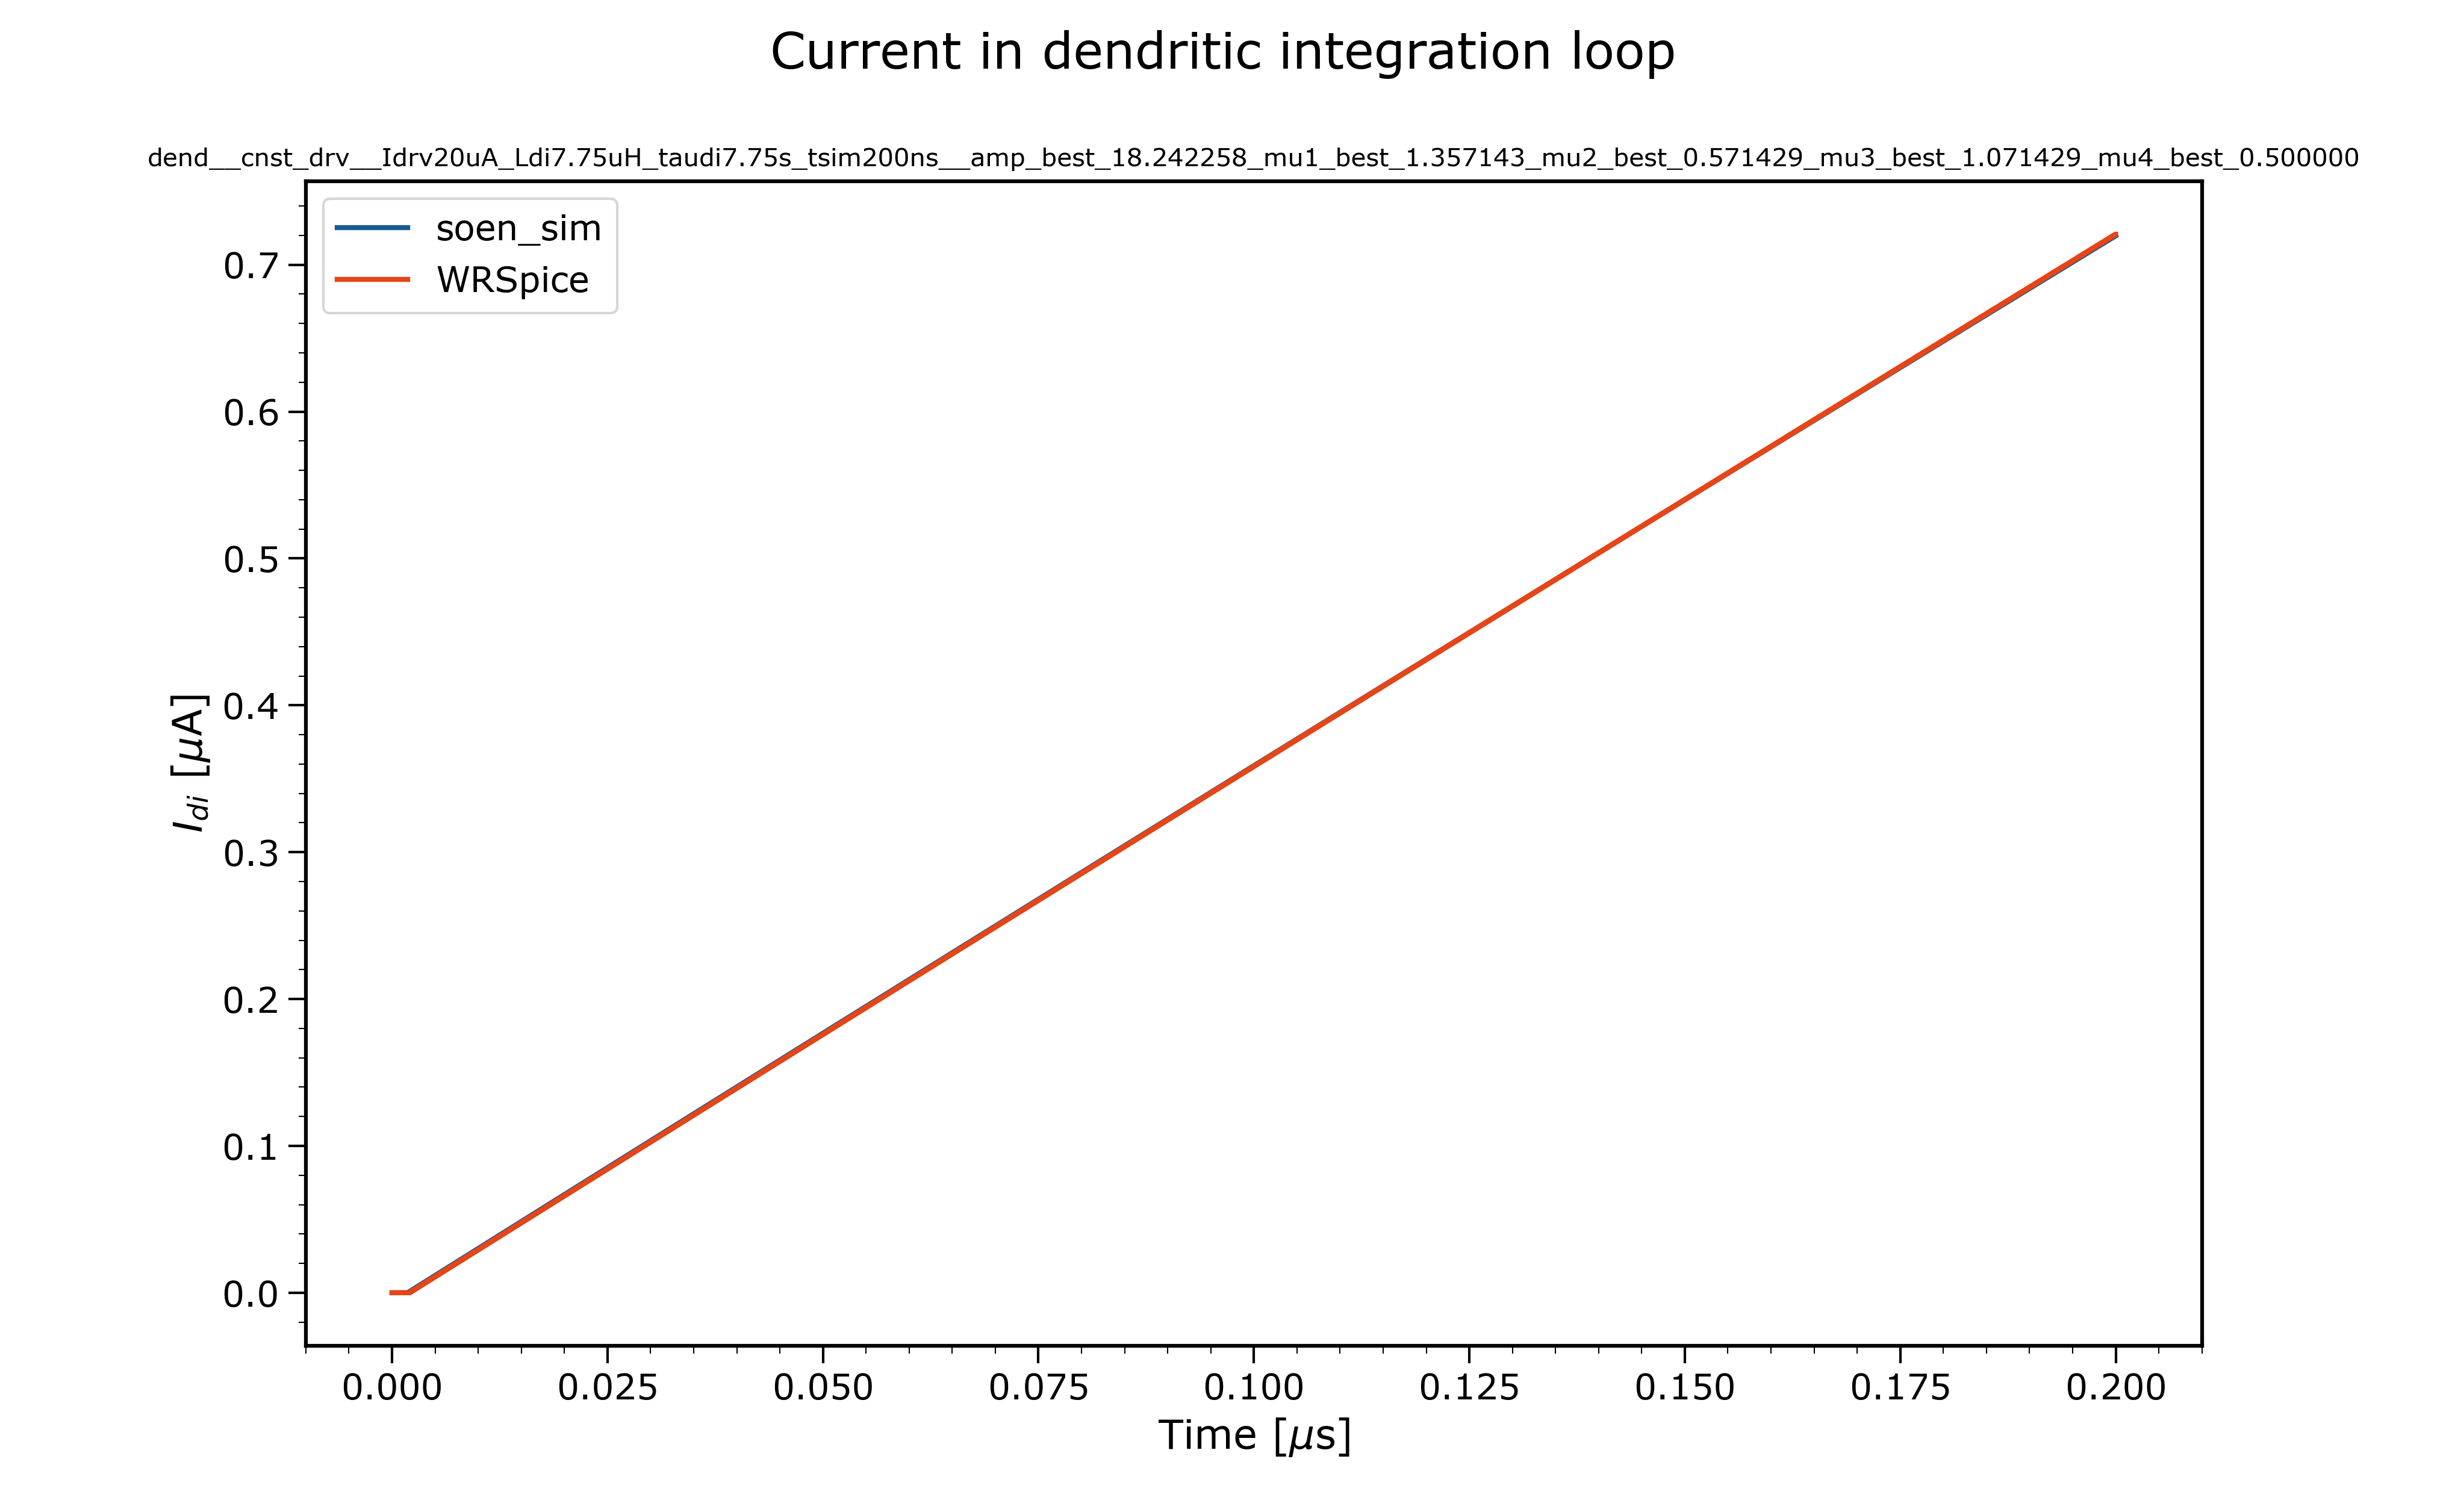 Current in dendritic integration loop
dend__cnst_drv__Idrv20uA_Ldi7.75uH_taudi7.75s_tsim200ns__amp_best_18.242258_mu1_best_1.357143_mu2_best_0.571429_mu3_best_1.071429_mu4_best_0.500000
soen_sim
WRSpice
0.7
0.6
0.5
0.4
0.3
0.2
0.1
0.0
I_di [μA]
0.000 0.025 0.050 0.075 0.100 0.125 0.150 0.175 0.200
Time [μs]